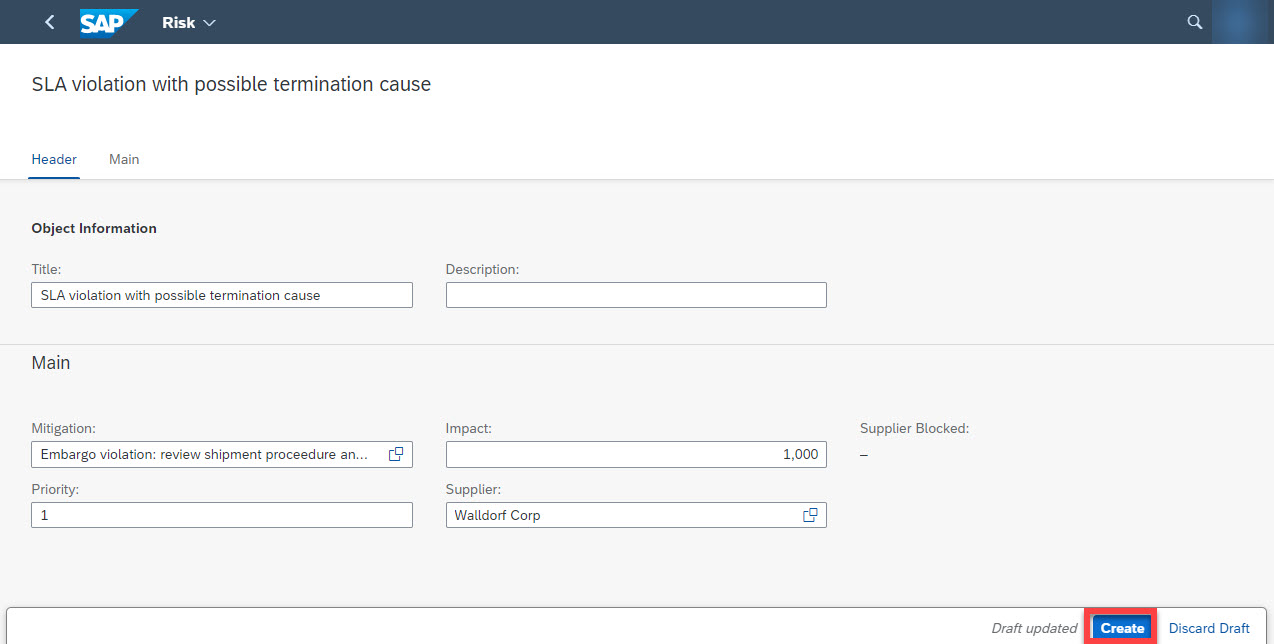 SAP Risk
SLA violation with possible termination cause
Header Main
Object Information
Title: Description:
SLA violation with possible termination cause
Main
Mitigation: Impact: Supplier Blocked:
Embargo violation: review shipment proceedure an... 1,000 –
Priority: Supplier:
1 Walldorf Corp
Draft updated Create Discard Draft